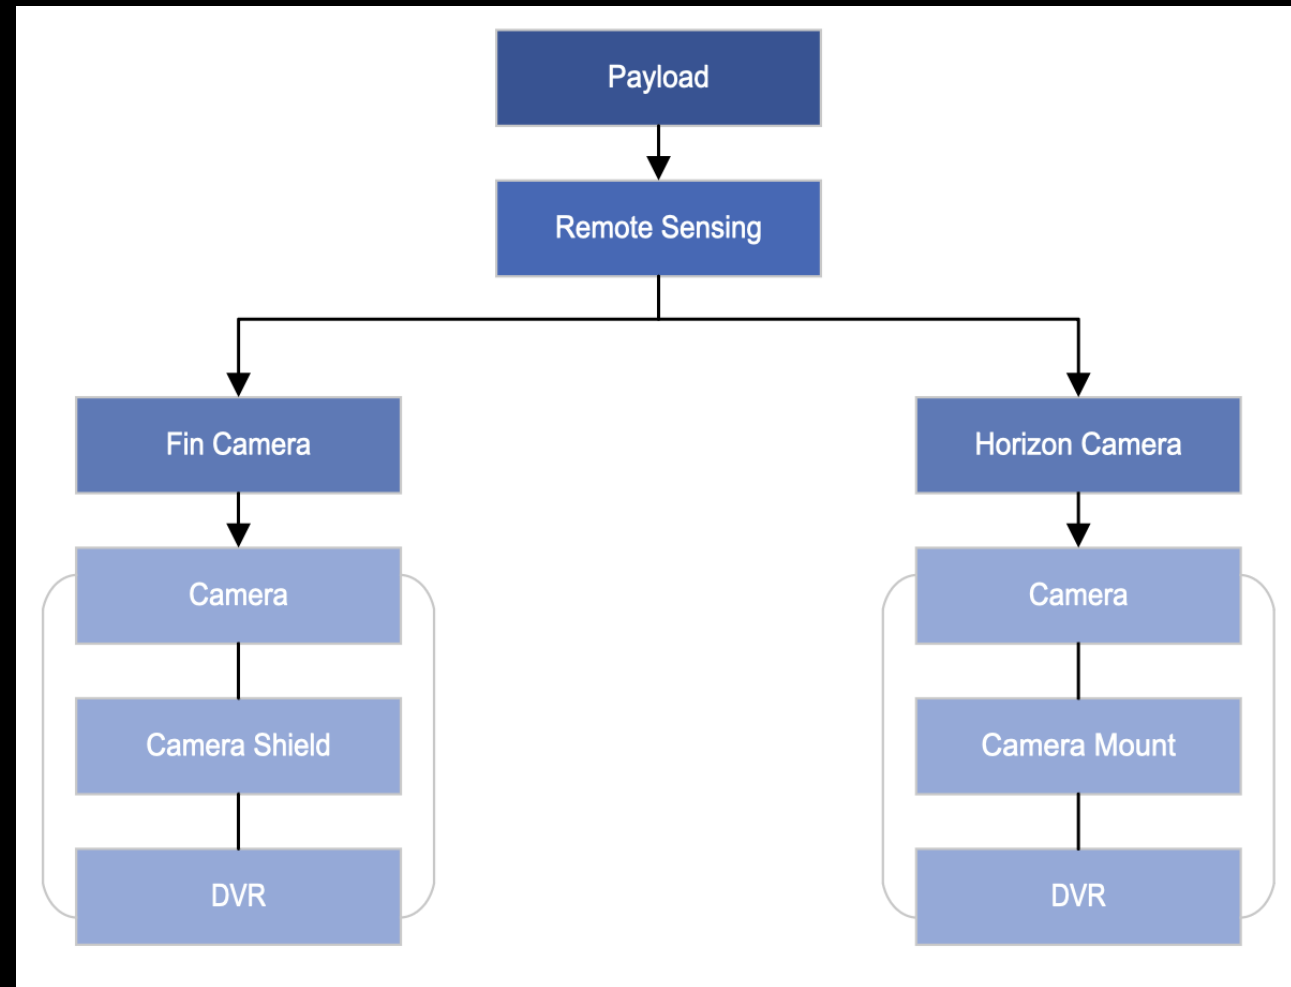 Payload
Remote Sensing
Fin Camera
Horizon Camera
Camera
Camera
Camera Shield
Camera Mount
DVR
DVR